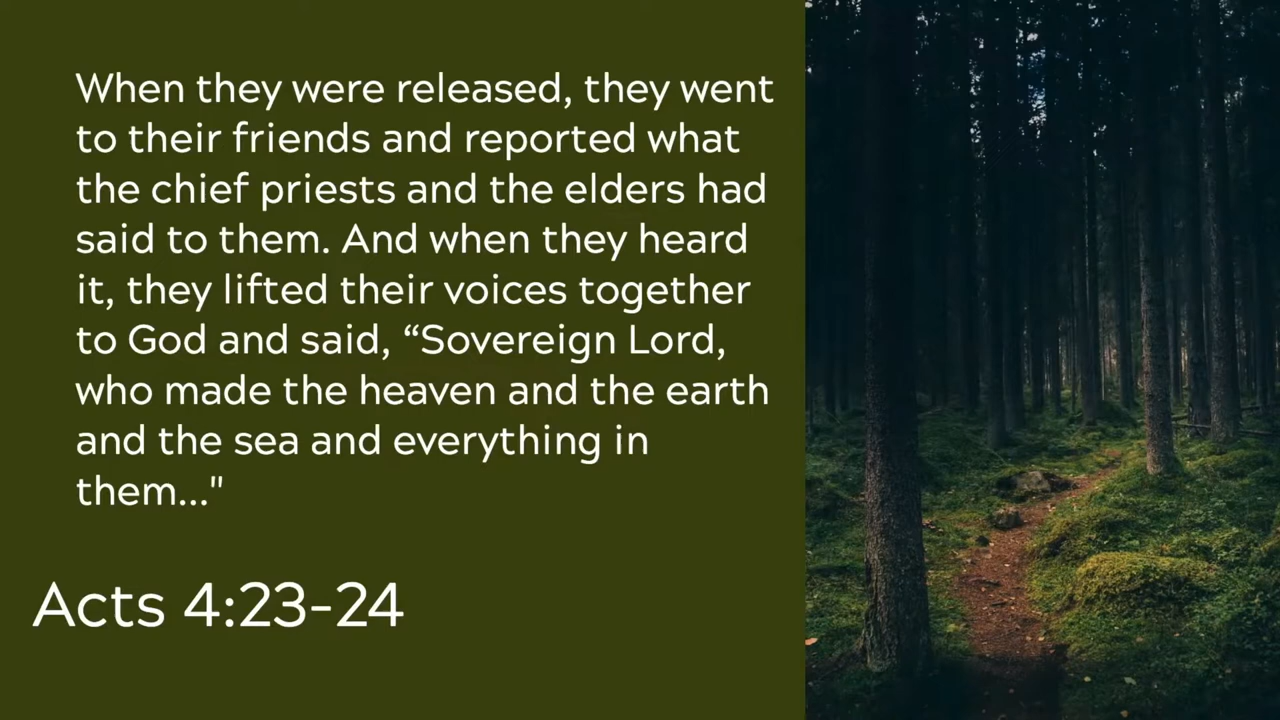 When they were released, they went
to their friends and reported what
the chief priests and the elders had
said to them. And when they heard
it, they lifted their voices together
to God and said, “Sovereign Lord,
who made the heaven and the earth
and the sea and everything in
them..."
Acts 4:23-24